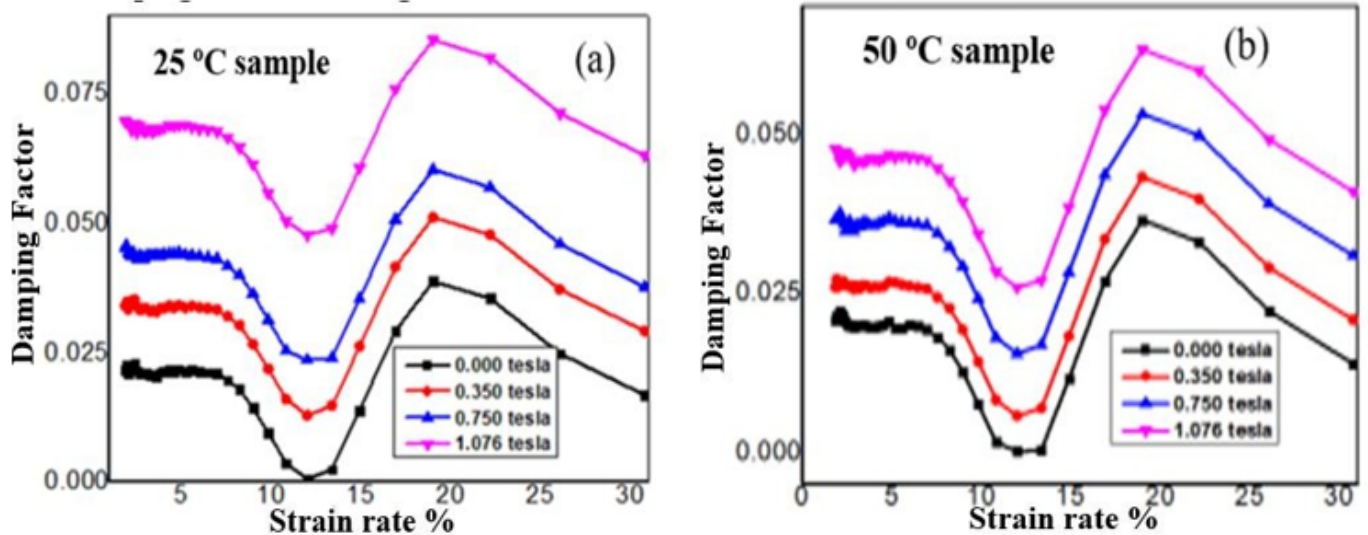 25 ºC sample
(a)
Damping Factor
0.075
0.050
0.025
0.000
0.000 tesla
0.350 tesla
0.750 tesla
1.076 tesla
5 10 15 20 25 30
Strain rate %
50 ºC sample
(b)
Damping Factor
0.050
0.025
0.000
0.000 tesla
0.350 tesla
0.750 tesla
1.076 tesla
0 5 10 15 20 25 30
Strain rate %